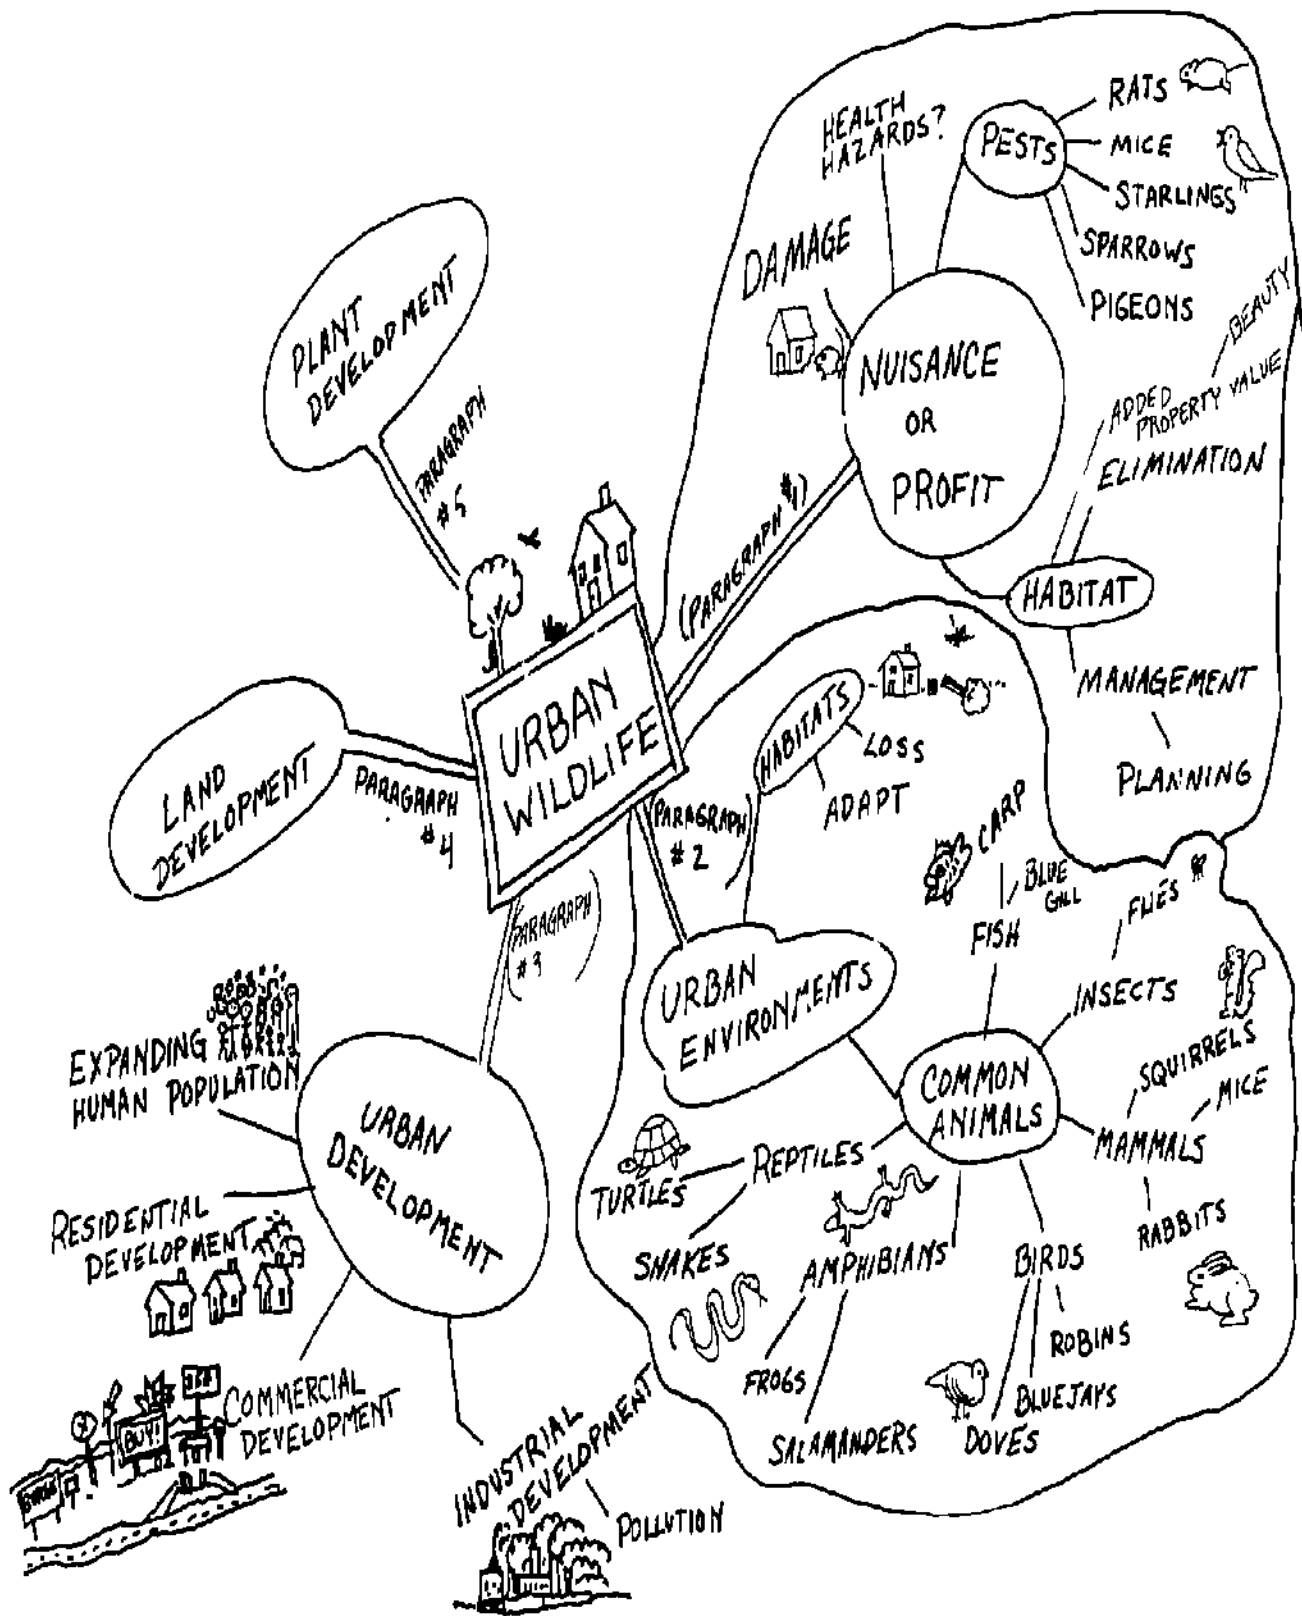 URBAN
WILDLIFE
(PARAGRAPH #1)
NUISANCE
OR
PROFIT
DAMAGE
HEALTH
HAZARDS?
PESTS
RATS
MICE
STARLINGS
SPARROWS
PIGEONS
HABITAT
BEAUTY
ADDED
PROPERTY VALUE
ELIMINATION
MANAGEMENT
PLANNING
(PARAGRAPH
#2)
URBAN
ENVIRONMENTS
HABITATS
LOSS
ADAPT
COMMON
ANIMALS
FISH
CARP
BLUE
GILL
INSECTS
FLIES
MAMMALS
SQUIRRELS
MICE
RABBITS
BIRDS
ROBINS
BLUEJAYS
DOVES
AMPHIBIANS
FROGS
SALAMANDERS
REPTILES
TURTLES
SNAKES
(PARAGRAPH
#3)
URBAN
DEVELOPMENT
EXPANDING
HUMAN POPULATION
RESIDENTIAL
DEVELOPMENT
COMMERCIAL
DEVELOPMENT
BUY!
INDUSTRIAL
DEVELOPMENT
POLLUTION
PARAGRAPH
#4
LAND
DEVELOPMENT
PARAGRAPH
#5
PLANT
DEVELOPMENT